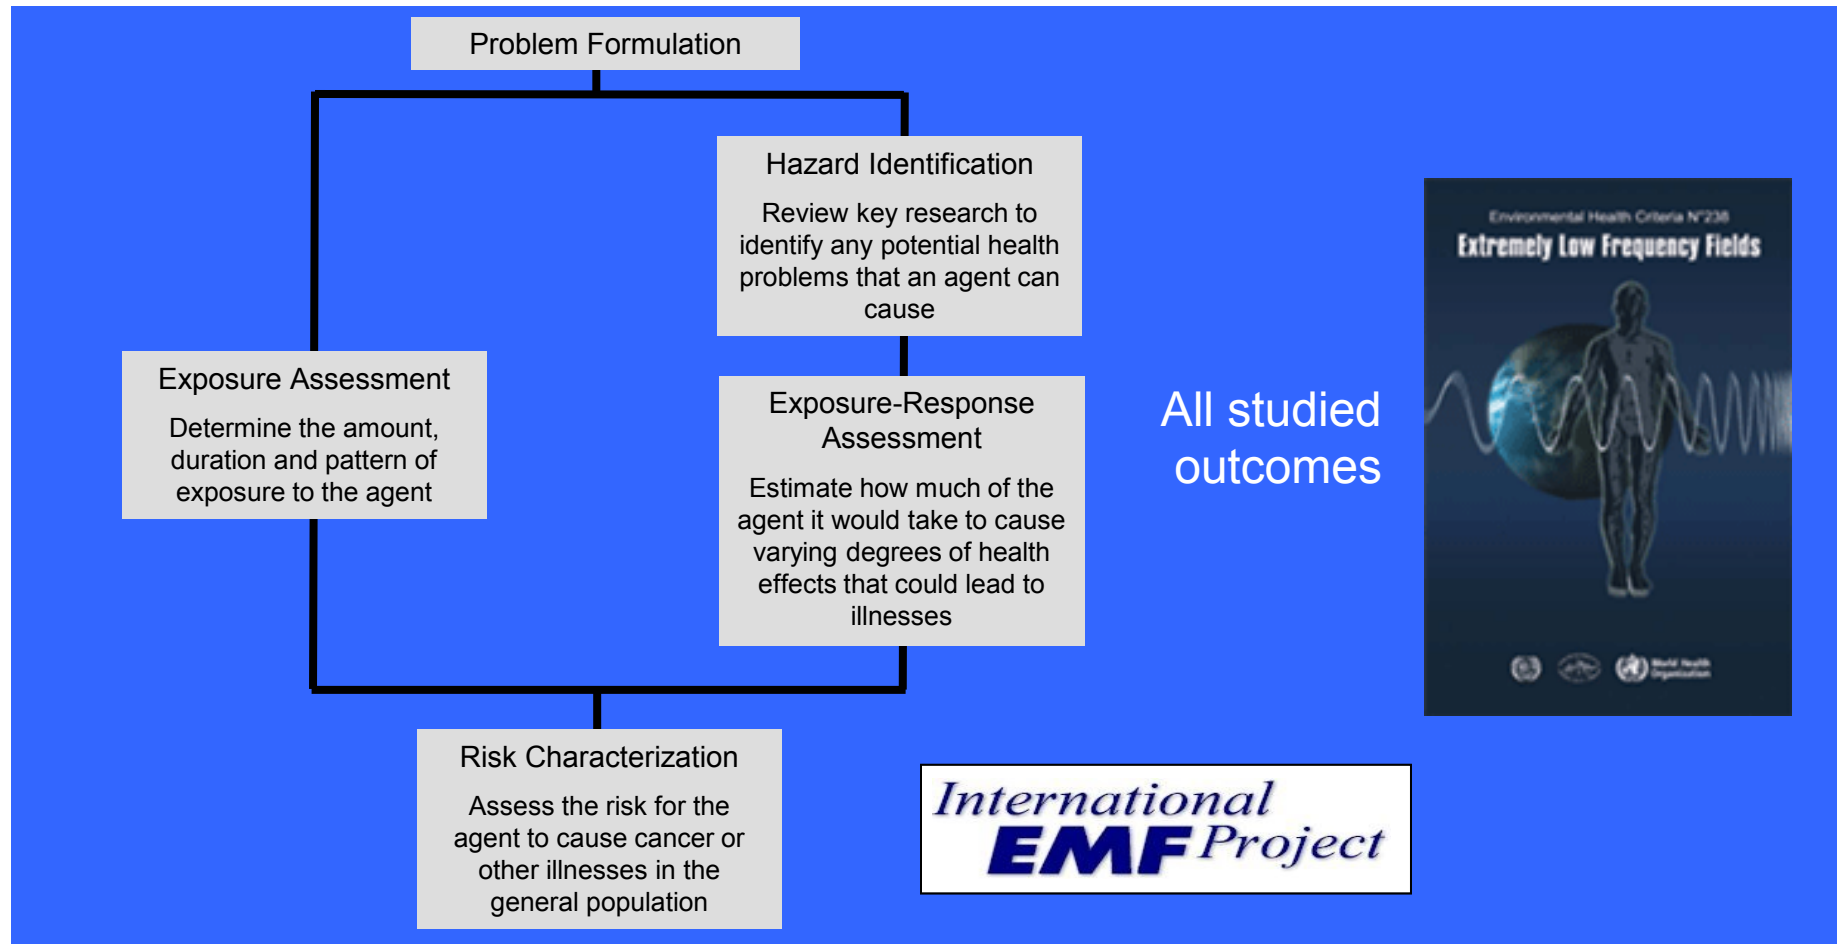 Problem Formulation
Hazard Identification
Review key research to
identify any potential health
problems that an agent can
cause
Exposure Assessment
Determine the amount,
duration and pattern of
exposure to the agent
Exposure-Response
Assessment
Estimate how much of the
agent it would take to cause
varying degrees of health
effects that could lead to
illnesses
Risk Characterization
Assess the risk for the
agent to cause cancer or
other illnesses in the
general population
All studied
outcomes
Environmental Health Criteria N°238
Extremely Low Frequency Fields
World Health
Organization
International
EMF Project